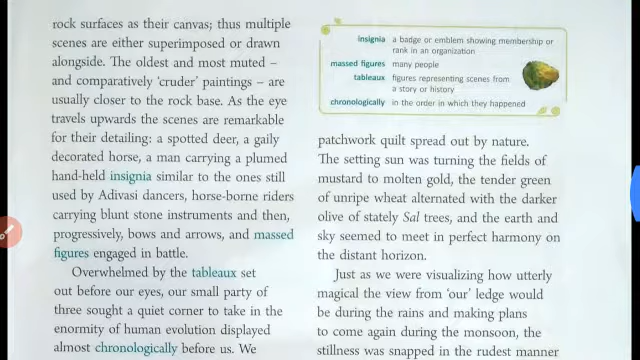 rock surfaces as their canvas; thus multiple
scenes are either superimposed or drawn
alongside. The oldest and most muted –
and comparatively ‘cruder’ paintings – are
usually closer to the rock base. As the eye
travels upwards the scenes are remarkable
for their detailing: a spotted deer, a gaily
decorated horse, a man carrying a plumed
hand-held insignia similar to the ones still
used by Adivasi dancers, horse-borne riders
carrying blunt stone instruments and then,
progressively, bows and arrows, and massed
figures engaged in battle.
Overwhelmed by the tableaux set
out before our eyes, our small party of
three sought a quiet corner to take in the
enormity of human evolution displayed
almost chronologically before us. We
insignia a badge or emblem showing membership or
rank in an organization
massed figures many people
tableaux figures representing scenes from
a story or history
chronologically in the order in which they happened
patchwork quilt spread out by nature.
The setting sun was turning the fields of
mustard to molten gold, the tender green
of unripe wheat alternated with the darker
olive of stately Sal trees, and the earth and
sky seemed to meet in perfect harmony on
the distant horizon.
Just as we were visualizing how utterly
magical the view from ‘our’ ledge would
be during the rains and making plans
to come again during the monsoon, the
stillness was snapped in the rudest manner